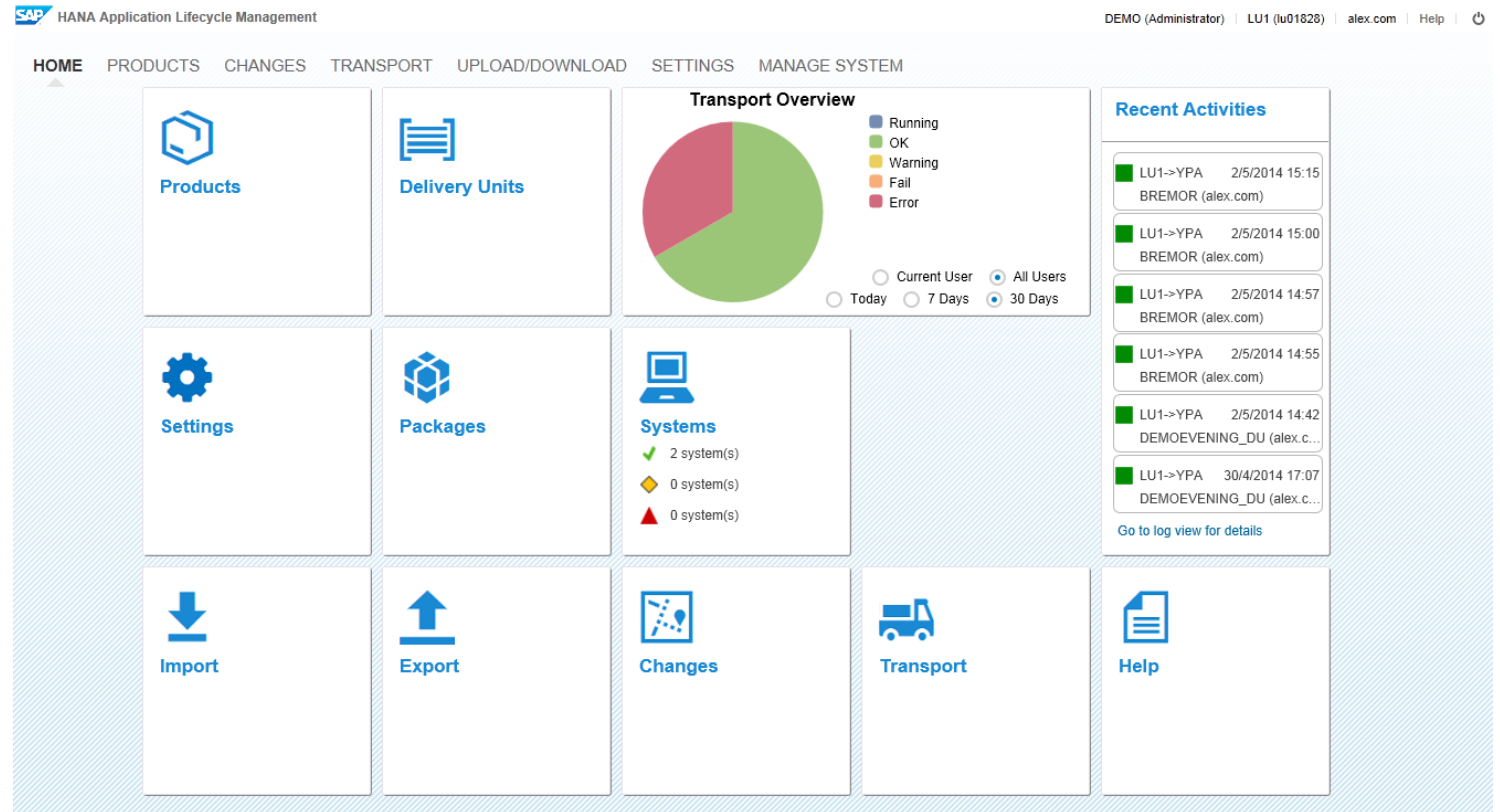 SAP HANA Application Lifecycle Management
DEMO (Administrator) LU1 (lu01828) alex.com Help
HOME PRODUCTS CHANGES TRANSPORT UPLOAD/DOWNLOAD SETTINGS MANAGE SYSTEM
Products
Delivery Units
Transport Overview
Running
OK
Warning
Fail
Error
Current User All Users
Today 7 Days 30 Days
Recent Activities
LU1->YPA 2/5/2014 15:15
BREMOR (alex.com)
LU1->YPA 2/5/2014 15:00
BREMOR (alex.com)
LU1->YPA 2/5/2014 14:57
BREMOR (alex.com)
LU1->YPA 2/5/2014 14:55
BREMOR (alex.com)
LU1->YPA 2/5/2014 14:42
DEMOEVENING_DU (alex.c...
LU1->YPA 30/4/2014 17:07
DEMOEVENING_DU (alex.c...
Go to log view for details
Settings
Packages
Systems
2 system(s)
0 system(s)
0 system(s)
Import
Export
Changes
Transport
Help